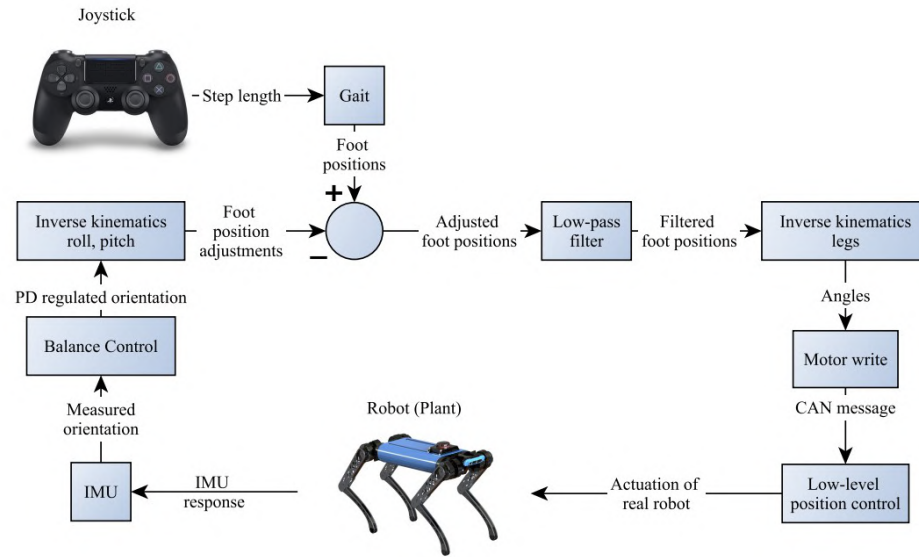 Joystick
Step length
Gait
Foot
positions
+
Inverse kinematics
roll, pitch
Foot
position
adjustments
−
Adjusted
foot positions
Low-pass
filter
Filtered
foot positions
Inverse kinematics
legs
PD regulated orientation
Angles
Balance Control
Motor write
Measured
orientation
CAN message
Robot (Plant)
IMU
IMU
response
Actuation of
real robot
Low-level
position control